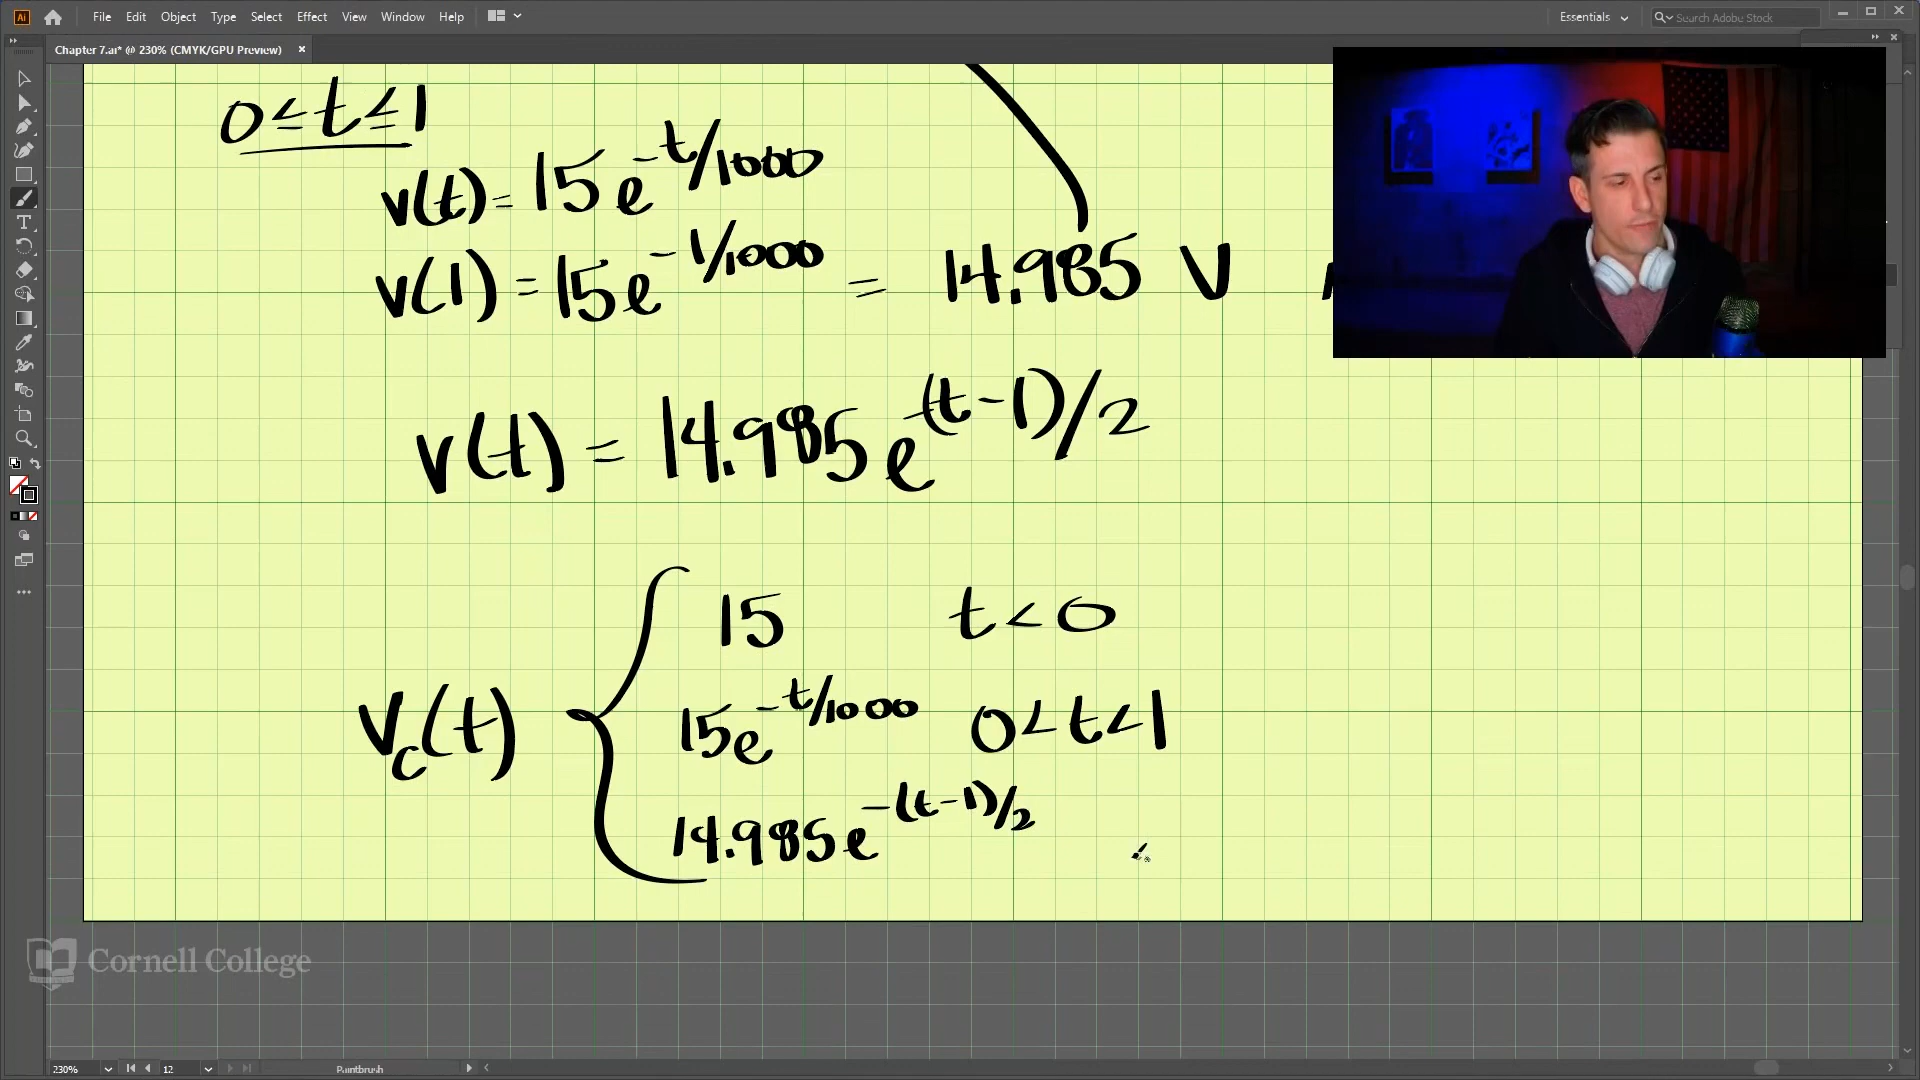 File Edit Object Type Select Effect View Window Help Essentials Search Adobe Stock
Chapter 7.ai* @ 230% (CMYK/GPU Preview) ×
0≤t≤1
v(t) = 15e^-t/1000
v(1) = 15e^-1/1000 = 14.985 V
v(t) = 14.985 e^-(t-1)/2
15 t<0
Vc(t) 15e^-t/1000 0<t<1
14.985e^-(t-1)/2
Cornell College
230% 12 Paintbrush